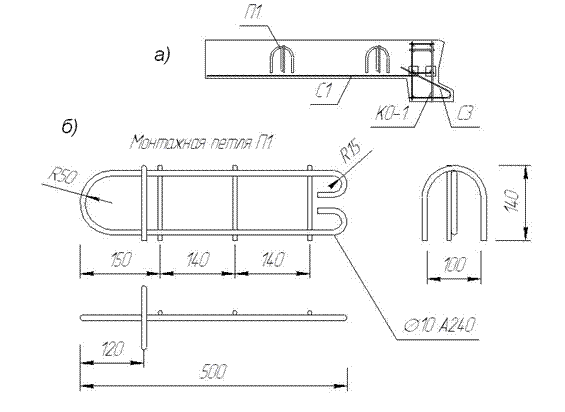 П1
а)
С1
КО-1
С3
б)
Монтажная петля П1
R50
R15
150
140
140
140
100
⌀10 А240
120
500